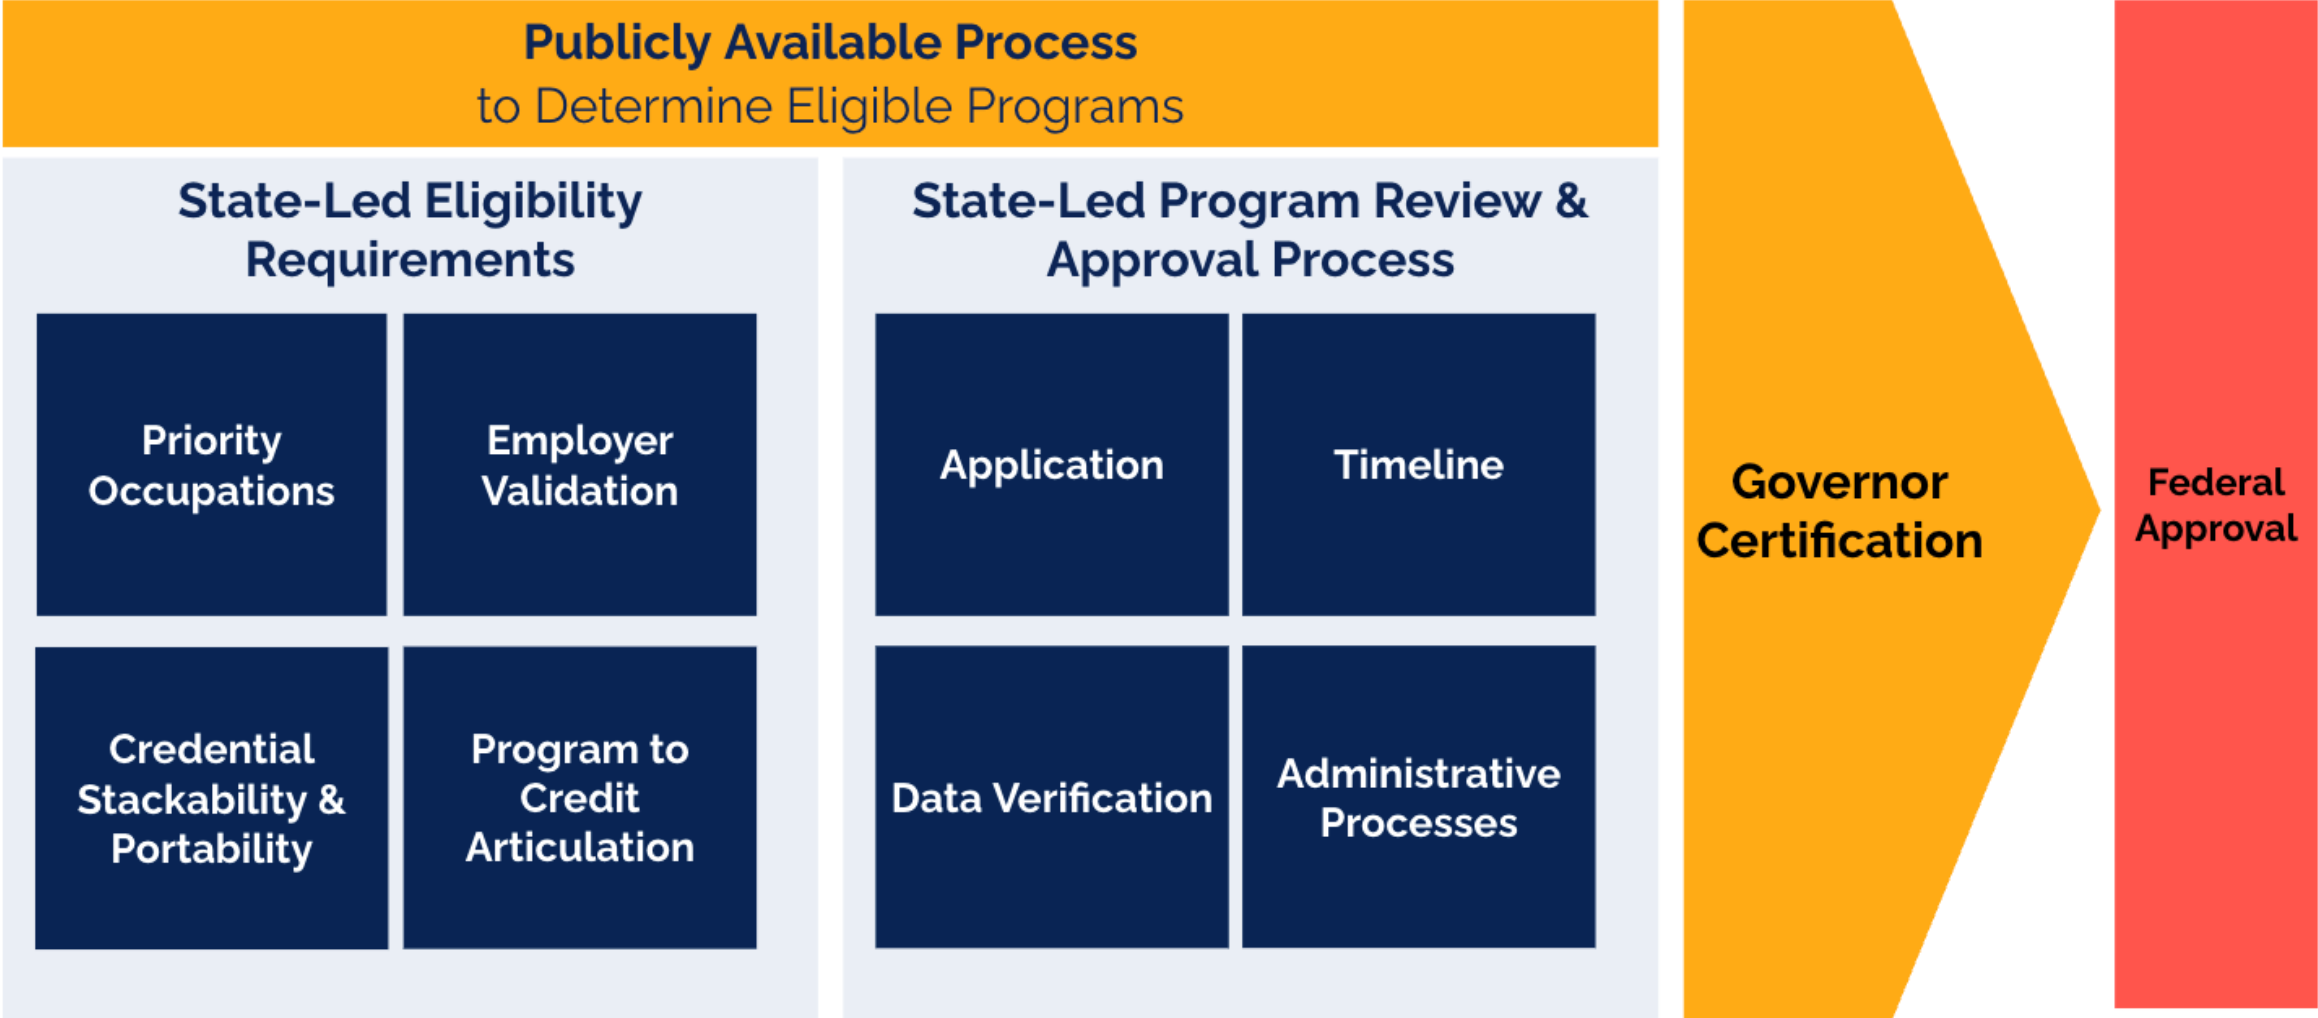 Publicly Available Process
to Determine Eligible Programs
State-Led Eligibility
Requirements
Priority
Occupations
Employer
Validation
Credential
Stackability &
Portability
Program to
Credit
Articulation
State-Led Program Review &
Approval Process
Application
Timeline
Data Verification
Administrative
Processes
Governor
Certification
Federal
Approval